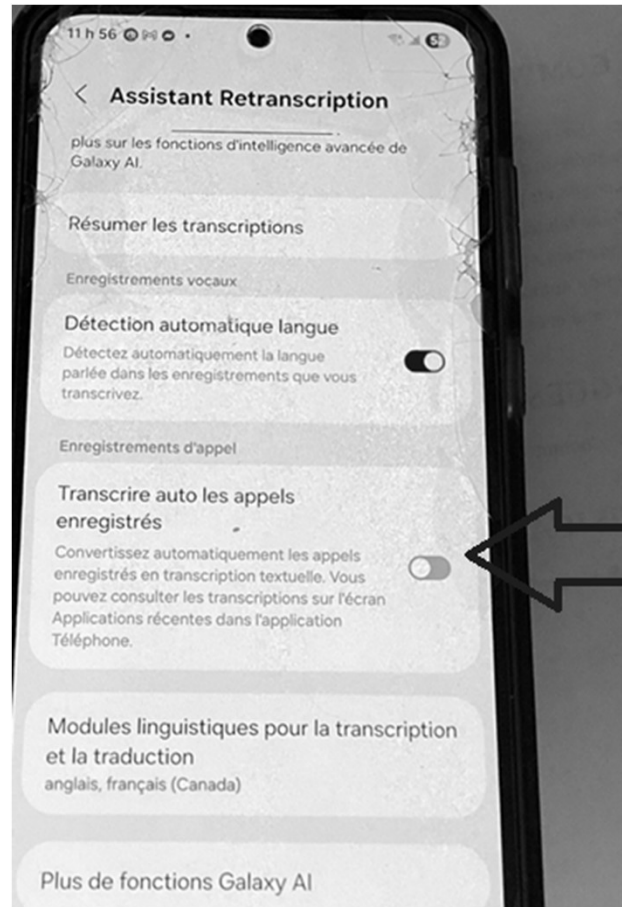 11 h 56
Assistant Retranscription
plus sur les fonctions d'intelligence avancée de
Galaxy AI.
Résumer les transcriptions
Enregistrements vocaux
Détection automatique langue
Détectez automatiquement la langue
parlée dans les enregistrements que vous
transcrivez.
Enregistrements d'appel
Transcrire auto les appels
enregistrés
Convertissez automatiquement les appels
enregistrés en transcription textuelle. Vous
pouvez consulter les transcriptions sur l'écran
Applications récentes dans l'application
Téléphone.
Modules linguistiques pour la transcription
et la traduction
anglais, français (Canada)
Plus de fonctions Galaxy AI